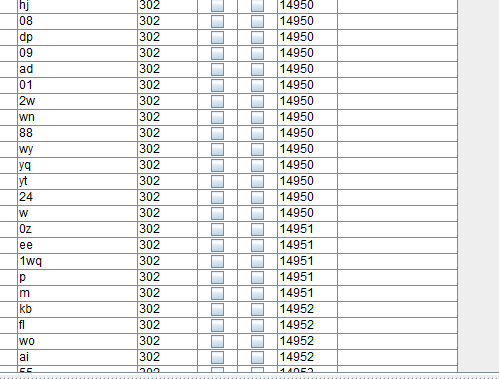 hj 302 14950
08 302 14950
dp 302 14950
09 302 14950
ad 302 14950
01 302 14950
2w 302 14950
wn 302 14950
88 302 14950
wy 302 14950
yq 302 14950
yt 302 14950
24 302 14950
w 302 14950
0z 302 14951
ee 302 14951
1wq 302 14951
p 302 14951
m 302 14951
kb 302 14952
fl 302 14952
wo 302 14952
ai 302 14952